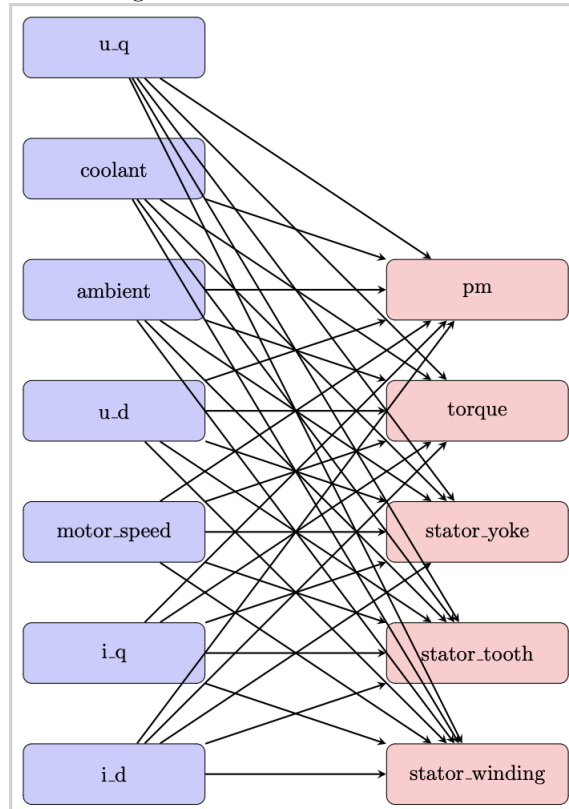 u_q
coolant
ambient
pm
u_d
torque
motor_speed
stator_yoke
i_q
stator_tooth
i_d
stator_winding